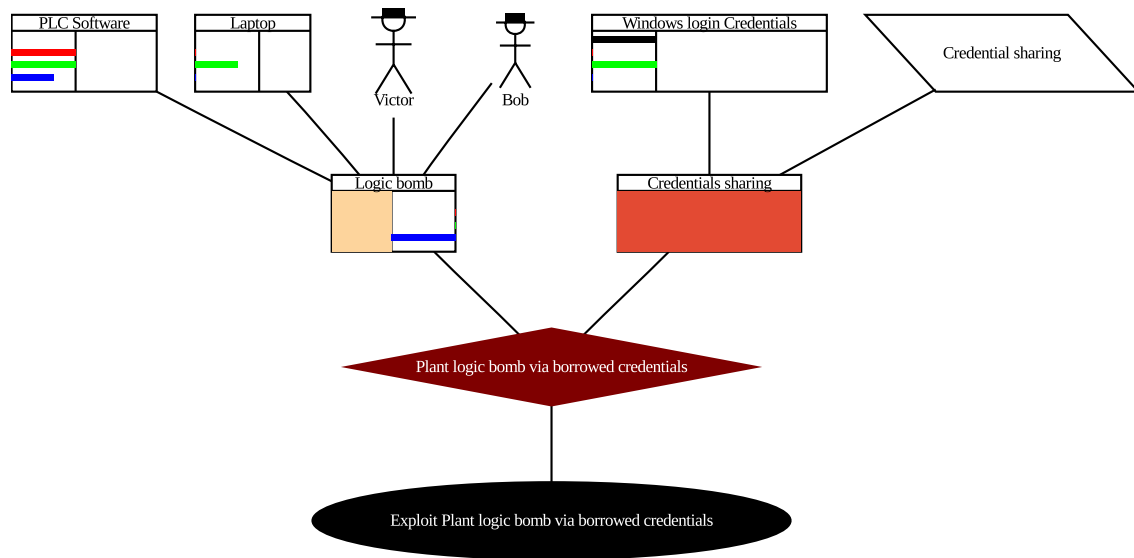 PLC Software
Laptop
Victor
Bob
Windows login Credentials
Credential sharing
Logic bomb
Credentials sharing
Plant logic bomb via borrowed credentials
Exploit Plant logic bomb via borrowed credentials